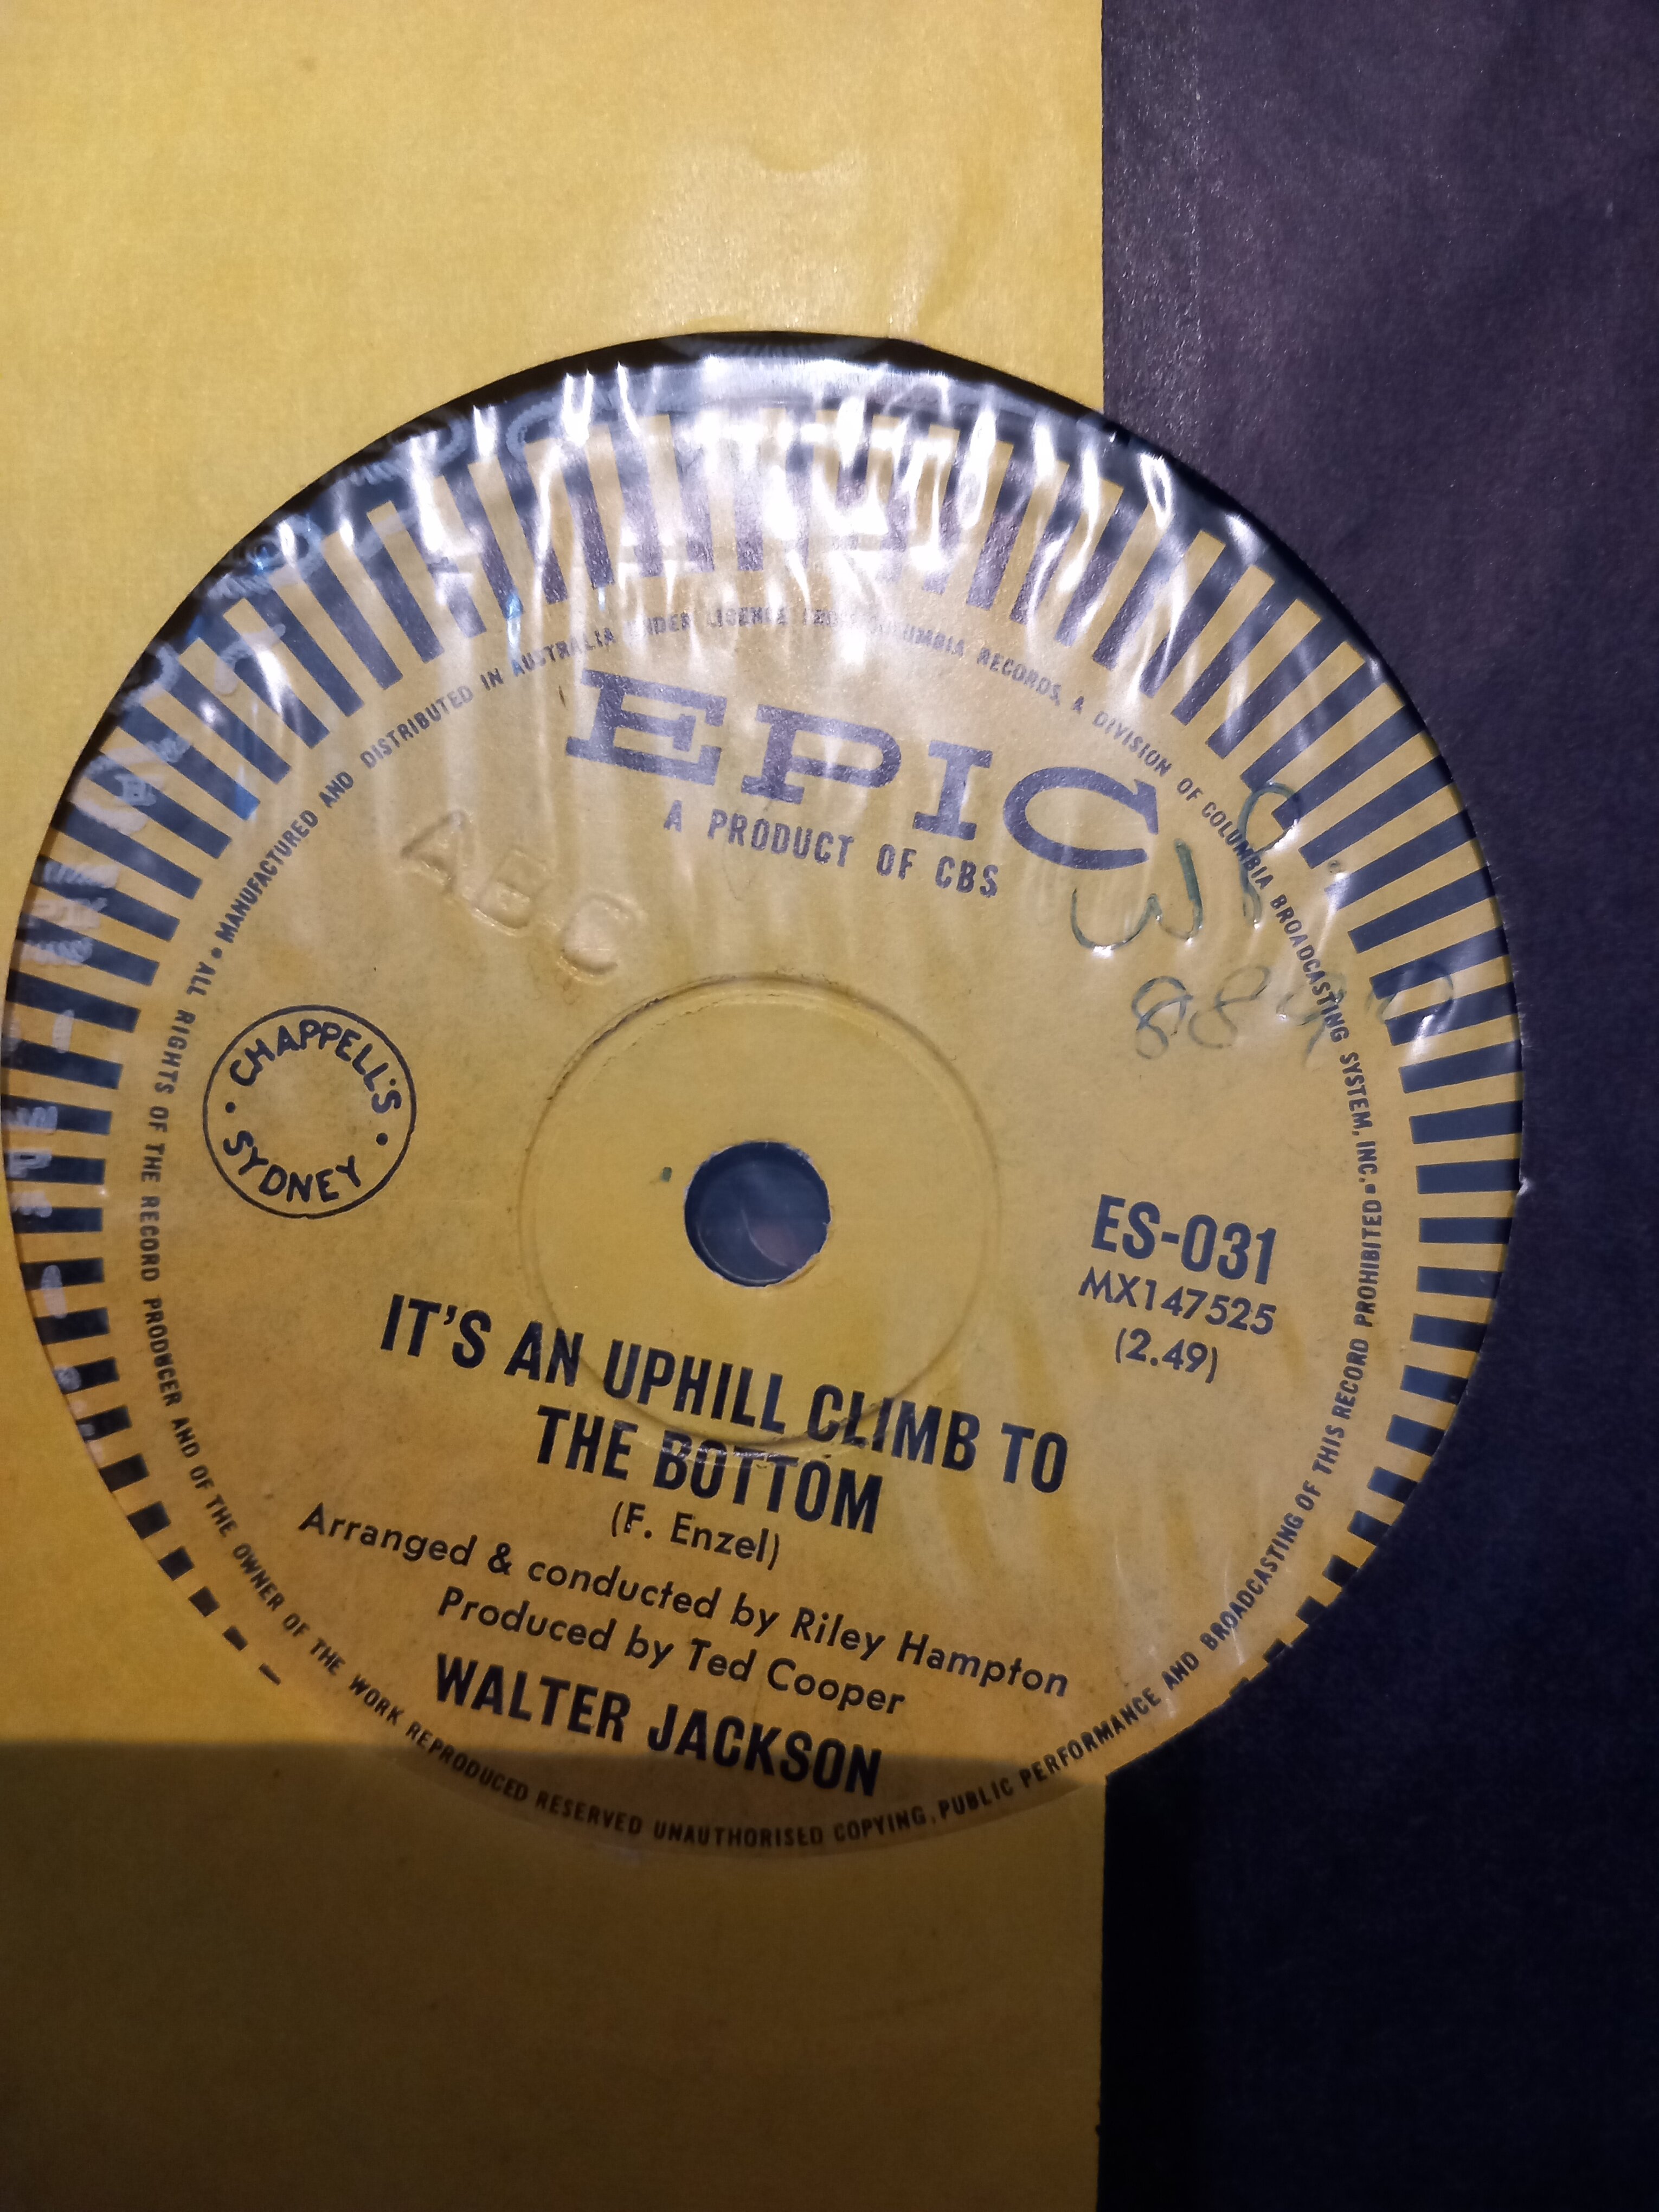 • MANUFACTURED AND DISTRIBUTED IN AUSTRALIA UNDER LICENSE FROM COLUMBIA RECORDS, A DIVISION OF COLUMBIA BROADCASTING SYSTEM, INC. •
EPIC
A PRODUCT OF CBS
ABC
3
88
• CHAPPELL'S •
SYDNEY
ES-031
MX147525
(2.49)
IT'S AN UPHILL CLIMB TO
THE BOTTOM
(F. Enzel)
Arranged & conducted by Riley Hampton
Produced by Ted Cooper
WALTER JACKSON
ALL RIGHTS OF THE RECORD PRODUCER AND OF THE OWNER OF THE WORK REPRODUCED RESERVED UNAUTHORISED COPYING, PUBLIC PERFORMANCE AND BROADCASTING OF THIS RECORD PROHIBITED